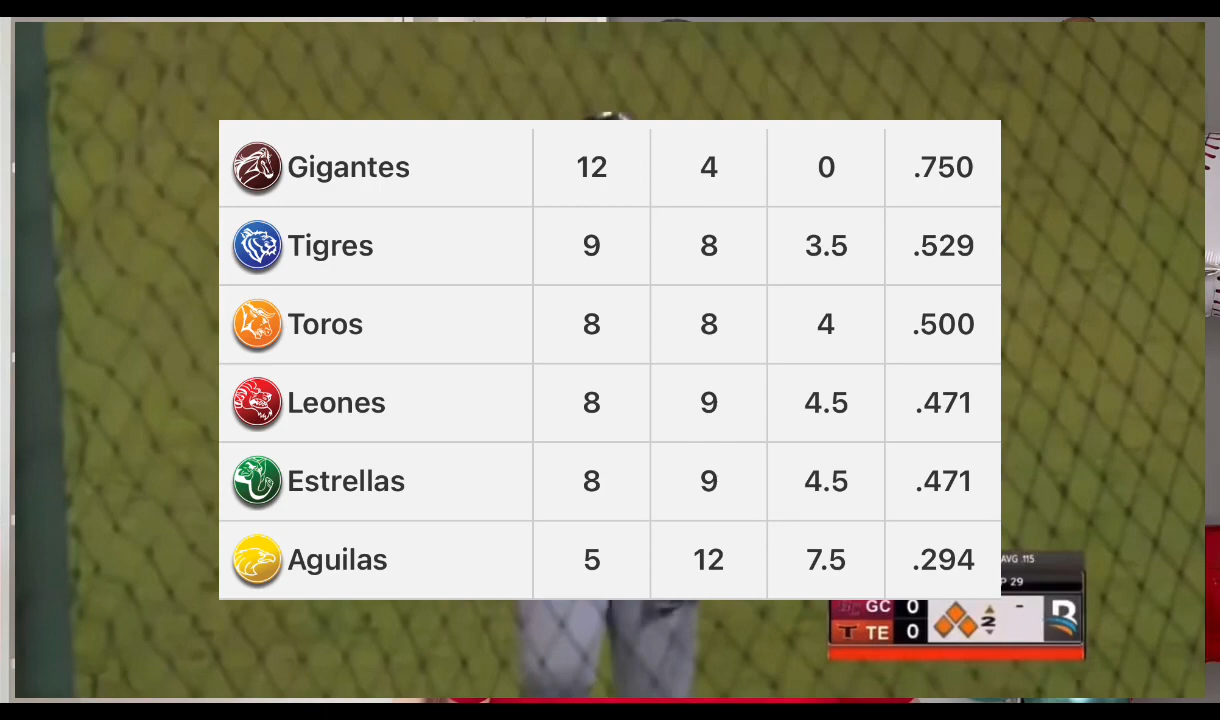 Gigantes 12 4 0 .750
Tigres 9 8 3.5 .529
Toros 8 8 4 .500
Leones 8 9 4.5 .471
Estrellas 8 9 4.5 .471
Aguilas 5 12 7.5 .294
AVG .115
P 29
GC 0 2 -
TE 0